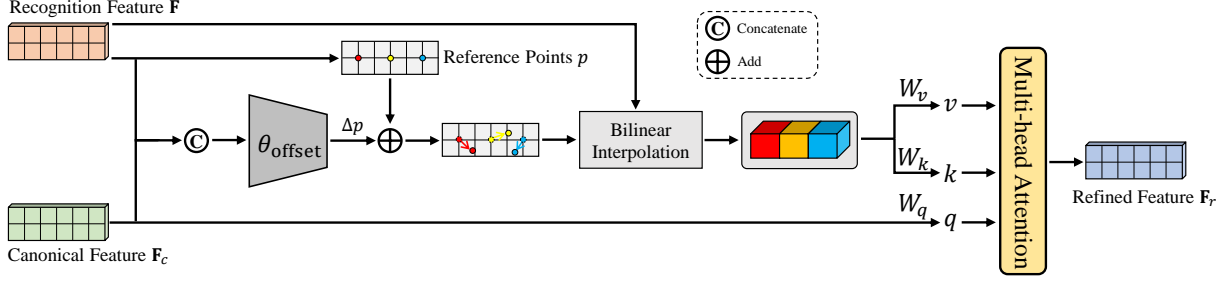 Recognition Feature F
Reference Points p
C Concatenate
Add
C
θoffset
Δp
Bilinear
Interpolation
Wv v
Wk k
Wq q
Multi-head Attention
Refined Feature Fr
Canonical Feature Fc